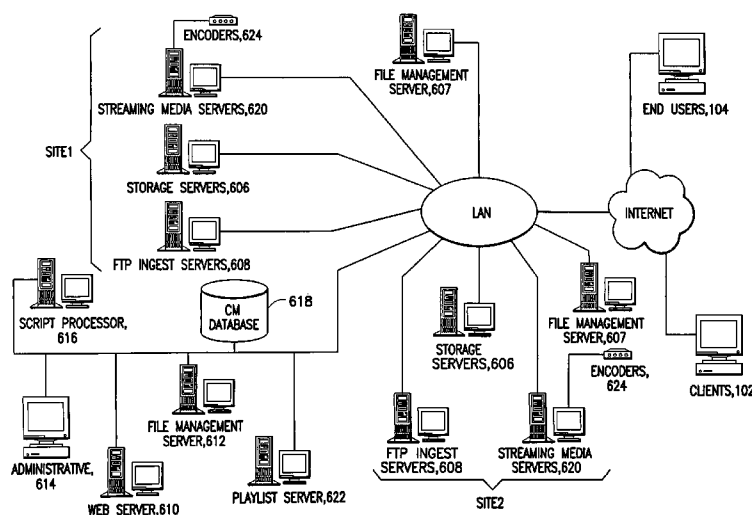 ENCODERS,624
STREAMING MEDIA SERVERS,620
FILE MANAGEMENT
SERVER,607
END USERS,104
SITE1
STORAGE SERVERS,606
LAN
INTERNET
FTP INGEST SERVERS,608
SCRIPT PROCESSOR,
616
CM
DATABASE
618
STORAGE
SERVERS,606
FILE MANAGEMENT
SERVER,607
ENCODERS,
624
CLIENTS,102
FILE MANAGEMENT
SERVER,612
ADMINISTRATIVE,
614
WEB SERVER,610
PLAYLIST SERVER,622
FTP INGEST
SERVERS,608
STREAMING MEDIA
SERVERS,620
SITE2